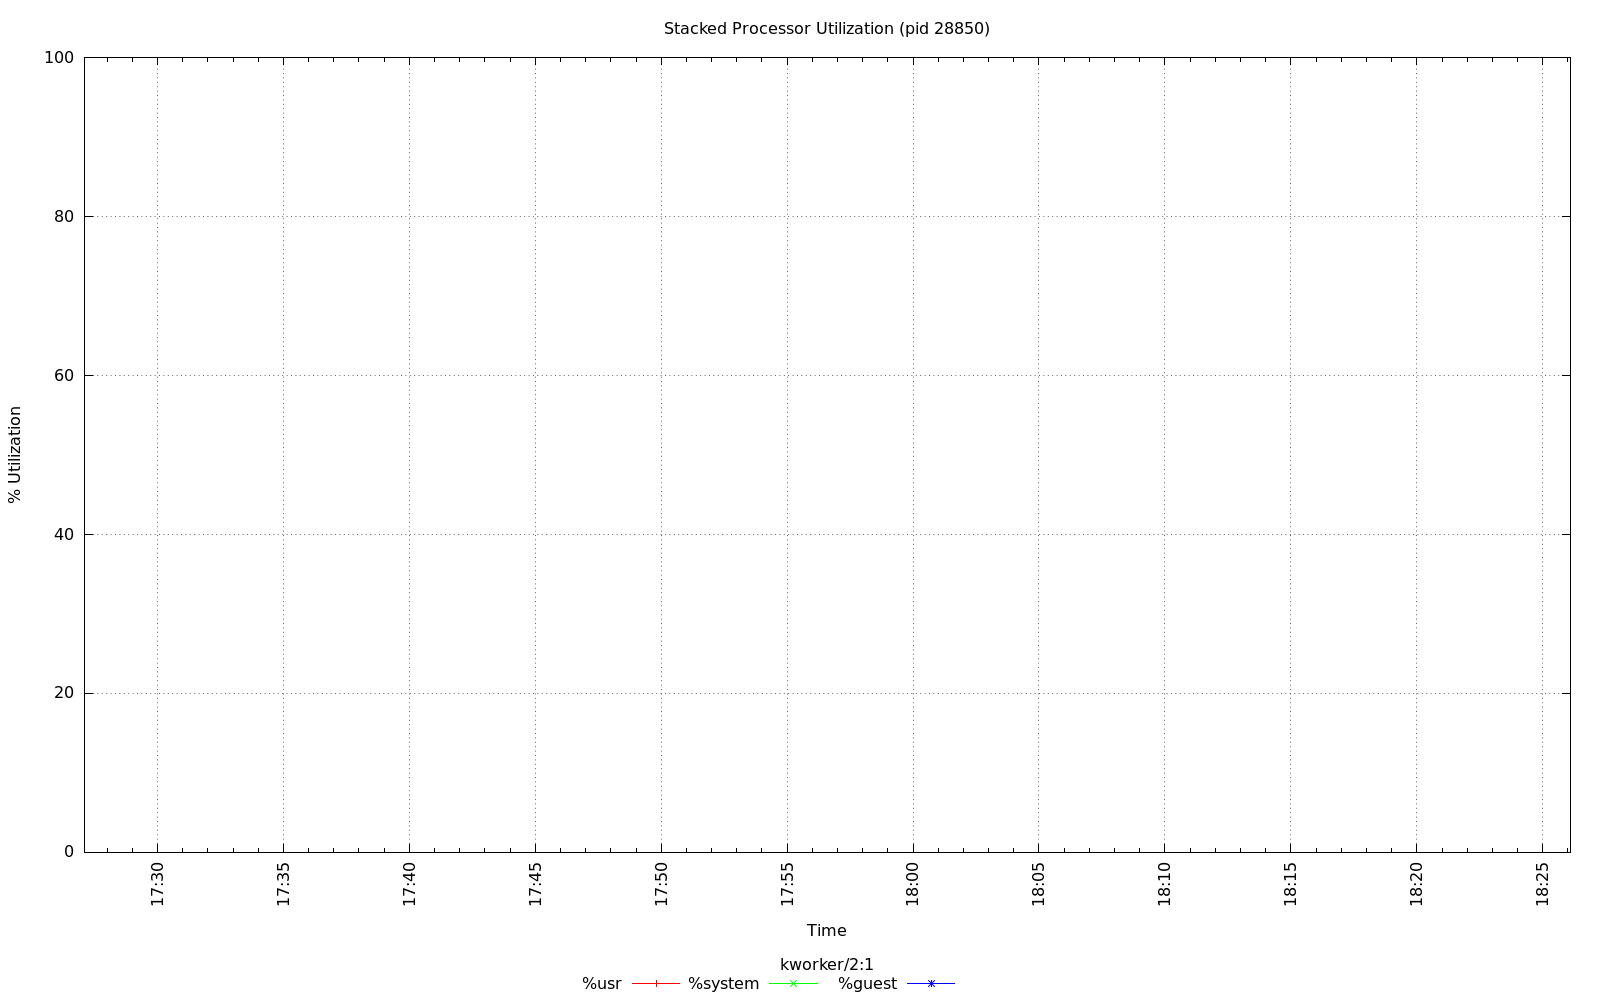 Stacked Processor Utilization (pid 28850)
100
80
60
40
20
0
% Utilization
17:30 17:35 17:40 17:45 17:50 17:55 18:00 18:05 18:10 18:15 18:20 18:25
Time
kworker/2:1
%usr %system %guest